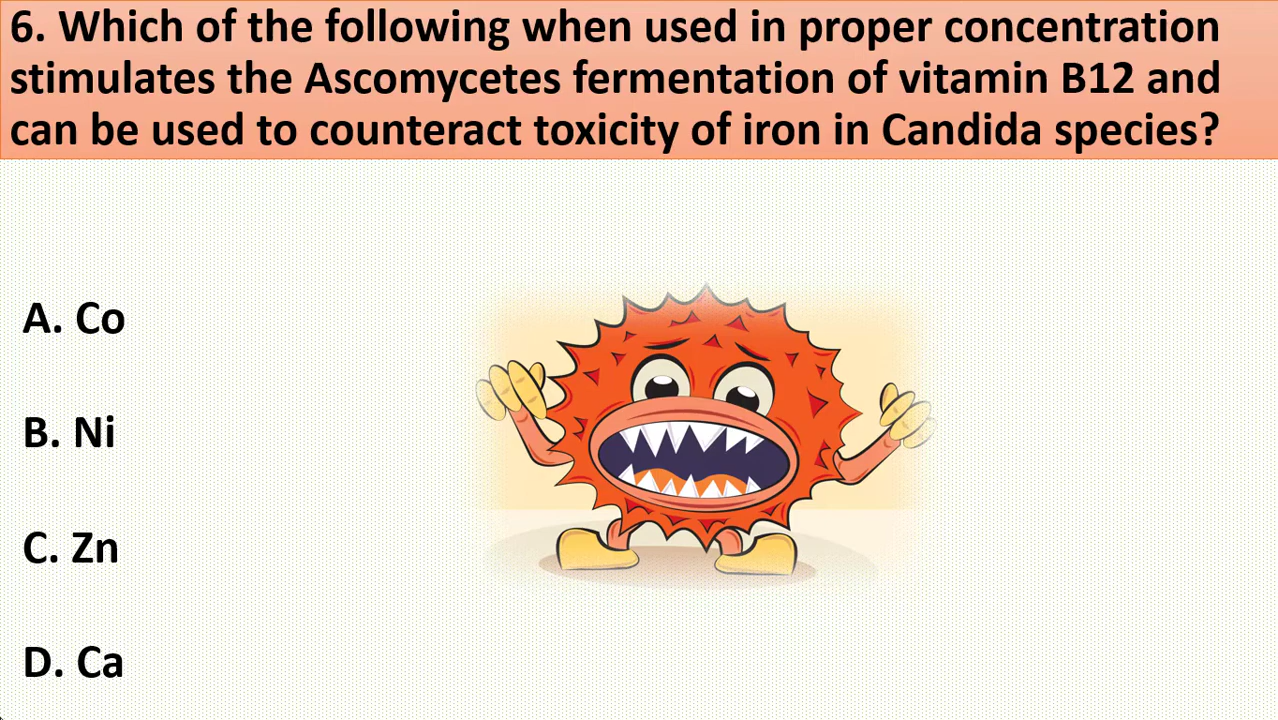 6. Which of the following when used in proper concentration
stimulates the Ascomycetes fermentation of vitamin B12 and
can be used to counteract toxicity of iron in Candida species?
A. Co
B. Ni
C. Zn
D. Ca